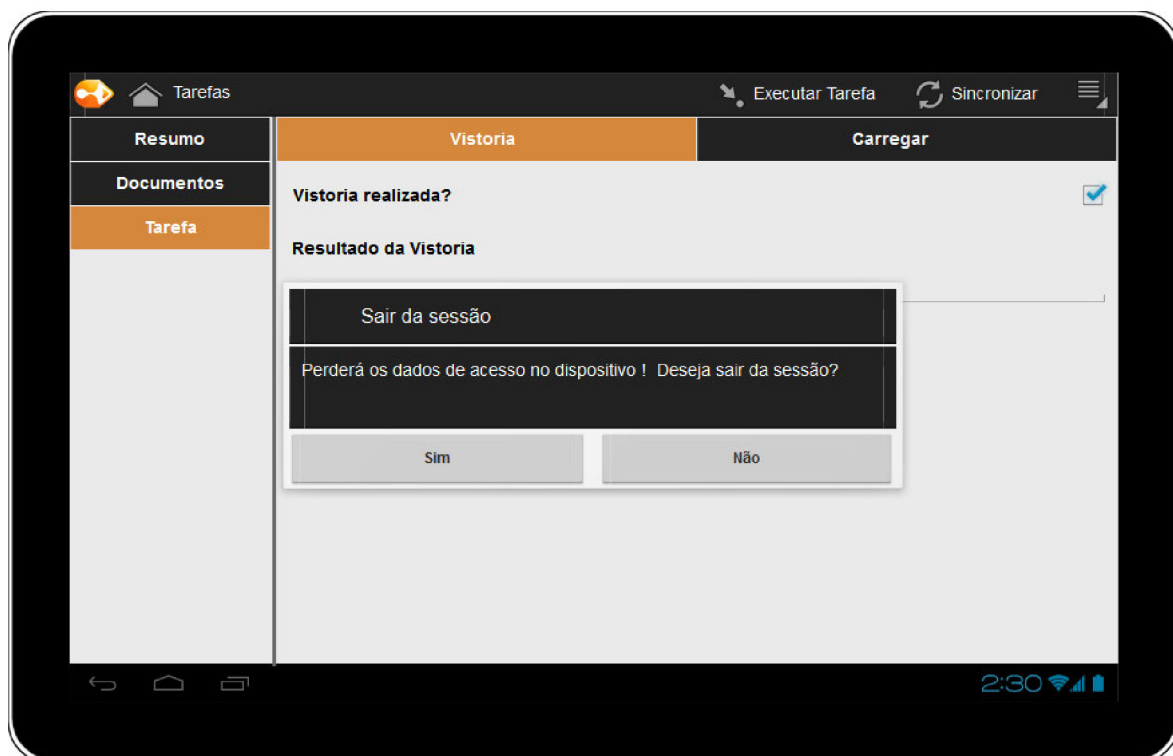 Tarefas
Executar Tarefa
Sincronizar
Resumo
Vistoria
Carregar
Documentos
Vistoria realizada?
Tarefa
Resultado da Vistoria
Sair da sessão
Perderá os dados de acesso no dispositivo ! Deseja sair da sessão?
Sim
Não
2:30